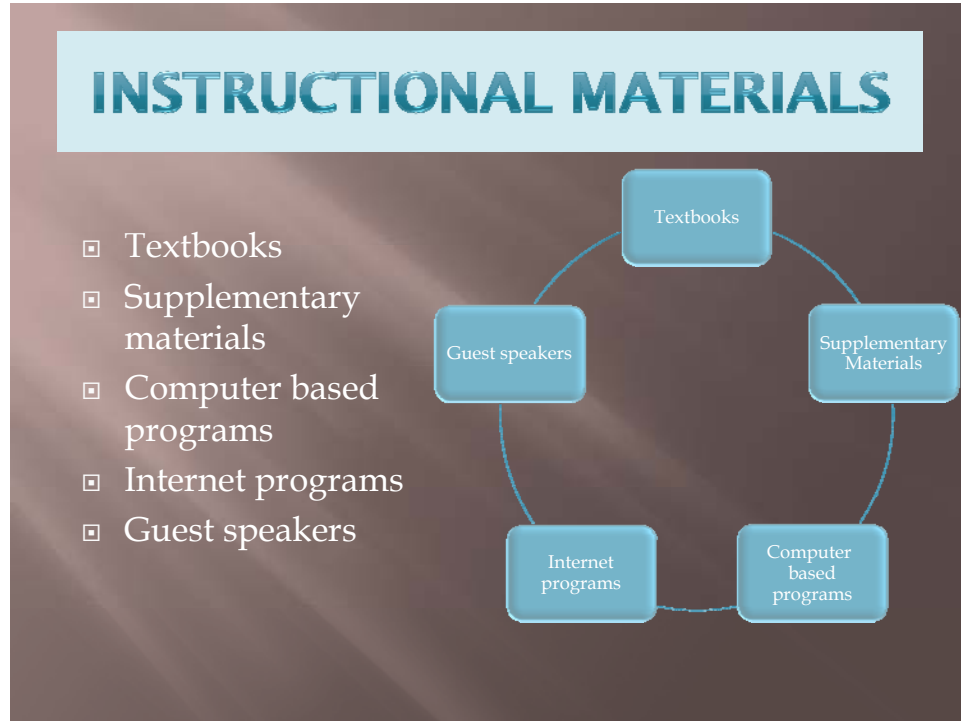 INSTRUCTIONAL MATERIALS
Textbooks
Supplementary
materials
Computer based
programs
Internet programs
Guest speakers
Textbooks
Supplementary
Materials
Computer
based
programs
Internet
programs
Guest speakers